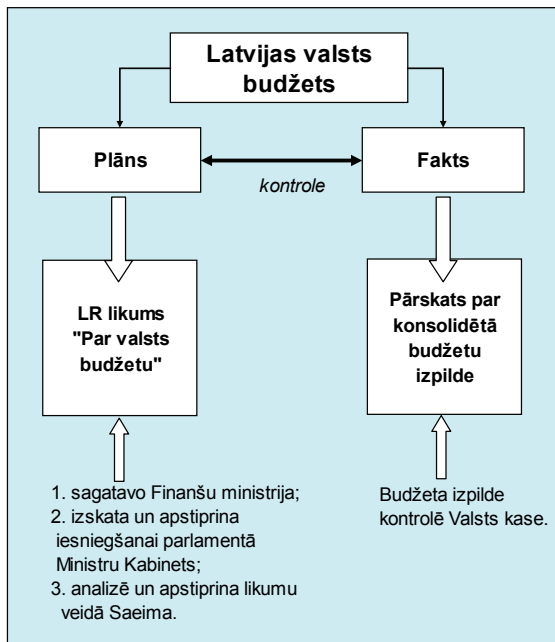 Latvijas valsts
budžets
Plāns
Fakts
kontrole
LR likums
"Par valsts
budžetu"
Pārskats par
konsolidētā
budžetu
izpilde
1. sagatavo Finanšu ministrija;
2. izskata un apstiprina
iesniegšanai parlamentā
Ministru Kabinets;
3. analizē un apstiprina likumu
veidā Saeima.
Budžeta izpilde
kontrolē Valsts kase.